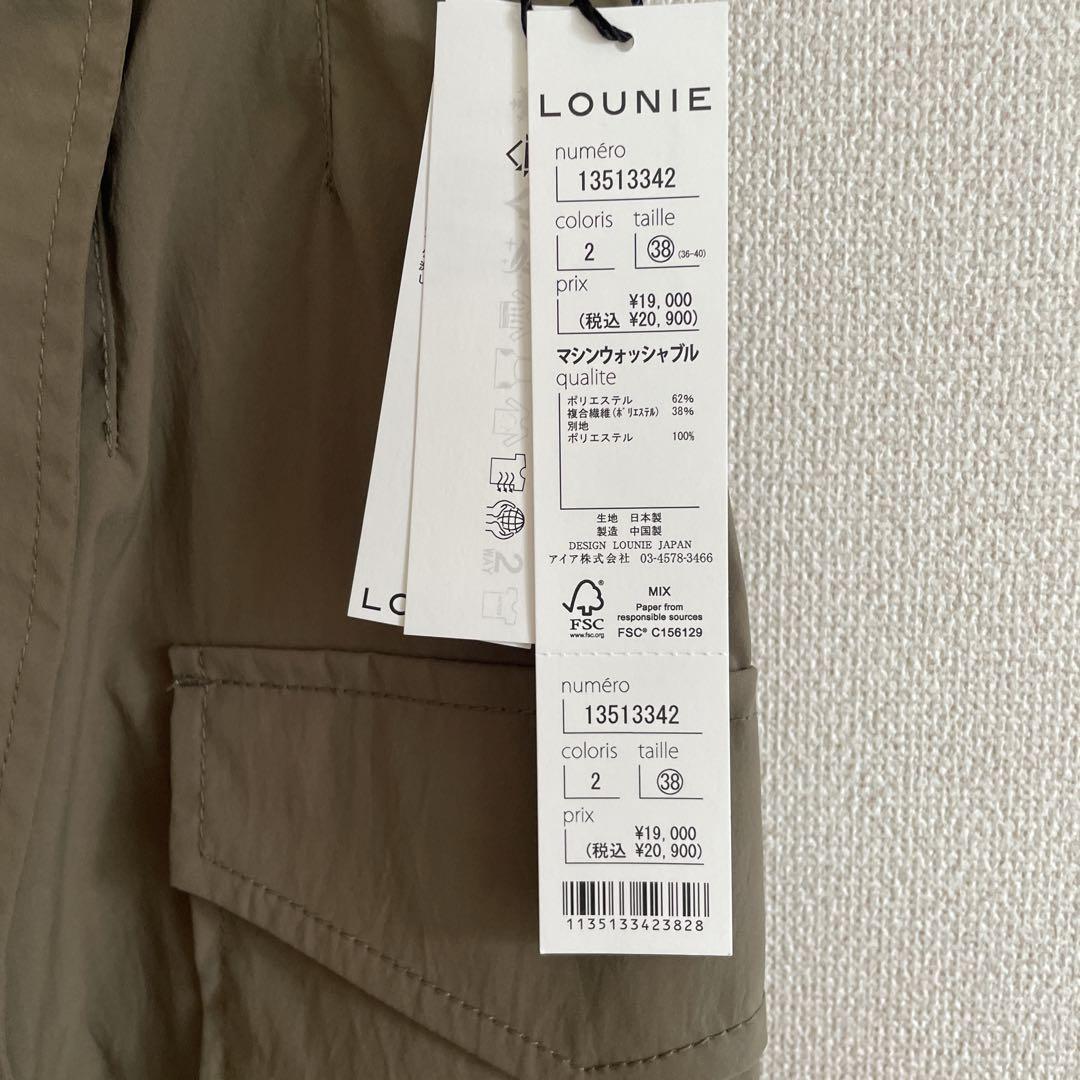 LOUNIE
numéro
13513342
coloris taille
2 38 (36-40)
prix
¥19,000
(税込 ¥20,900)
マシンウォッシャブル
qualite
ポリエステル 62%
複合繊維(ポリエステル) 38%
別地
ポリエステル 100%
生地 日本製
製造 中国製
DESIGN LOUNIE JAPAN
アイア株式会社 03-4578-3466
FSC®
www.fsc.org
MIX
Paper from
responsible sources
FSC® C156129
numéro
13513342
coloris taille
2 38
prix
¥19,000
(税込 ¥20,900)
1135133423828
LO
2
WAY